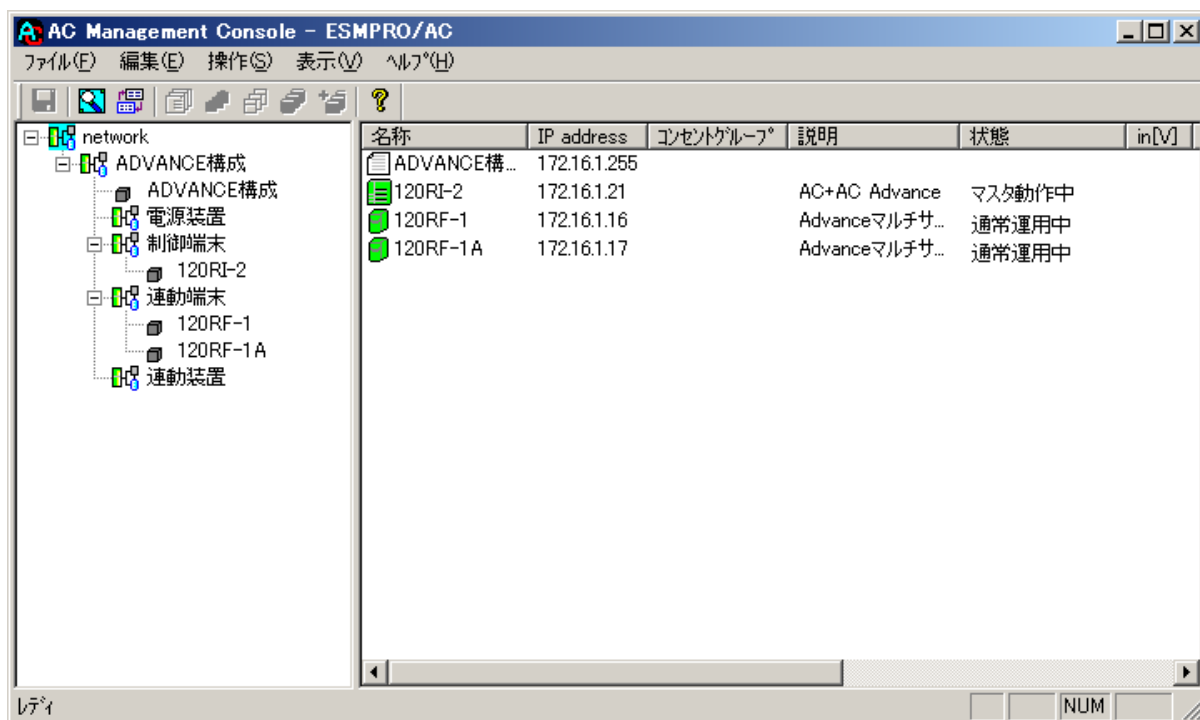 AC Management Console - ESMPRO/AC
ファイル(F) 編集(E) 操作(S) 表示(V) ヘルプ(H)
network
ADVANCE構成
ADVANCE構成
電源装置
制御端末
120RI-2
連動端末
120RF-1
120RF-1A
連動装置
名称 IP address コンセントグループ 説明 状態 in[V]
ADVANCE構... 172.16.1.255
120RI-2 172.16.1.21 AC+AC Advance マスタ動作中
120RF-1 172.16.1.16 Advanceマルチサ... 通常運用中
120RF-1A 172.16.1.17 Advanceマルチサ... 通常運用中
レディ NUM